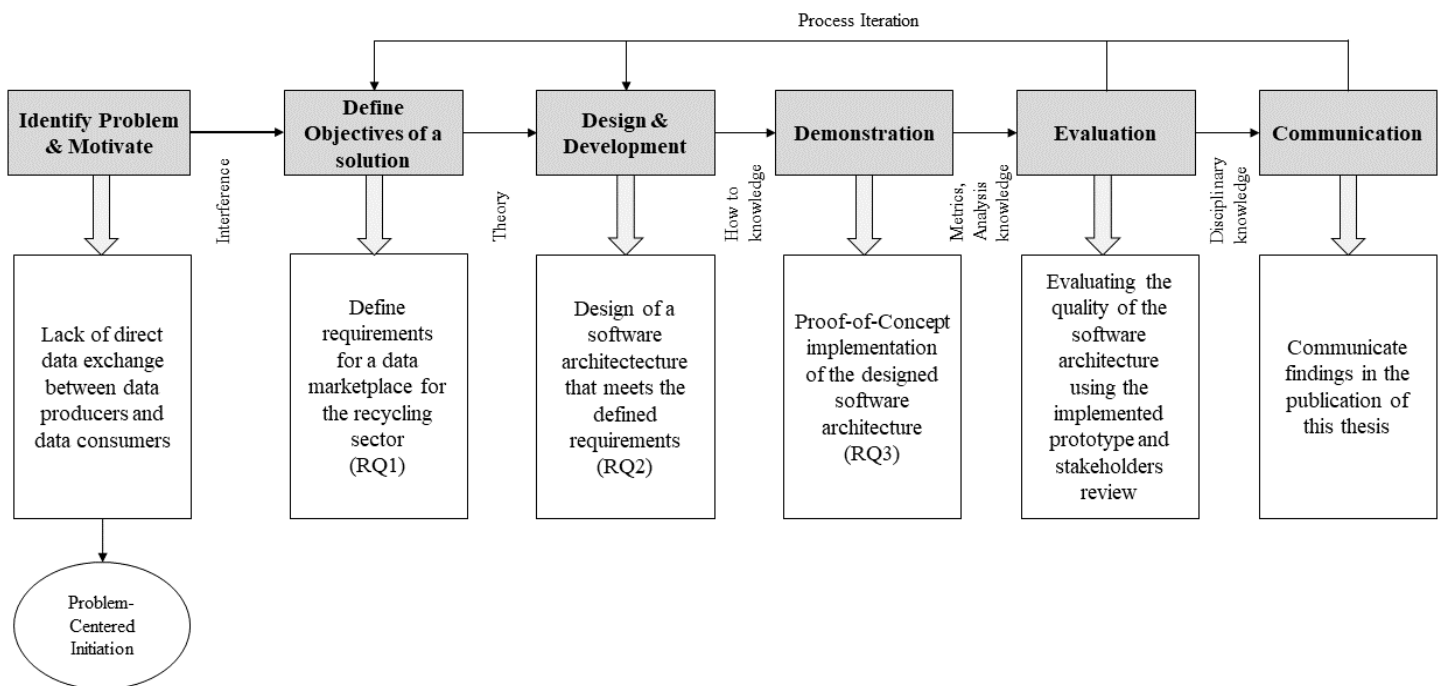 Process Iteration
Identify Problem
& Motivate
Define
Objectives of a
solution
Design &
Development
Demonstration
Evaluation
Communication
Interference
Theory
How to
knowledge
Metrics,
Analysis
knowledge
Disciplinary
knowledge
Lack of direct
data exchange
between data
producers and
data consumers
Define
requirements
for a data
marketplace for
the recycling
sector
(RQ1)
Design of a
software
architectecture
that meets the
defined
requirements
(RQ2)
Proof-of-Concept
implementation
of the designed
software
architecture
(RQ3)
Evaluating the
quality of the
software
architecture
using the
implemented
prototype and
stakeholders
review
Communicate
findings in the
publication of
this thesis
Problem-
Centered
Initiation